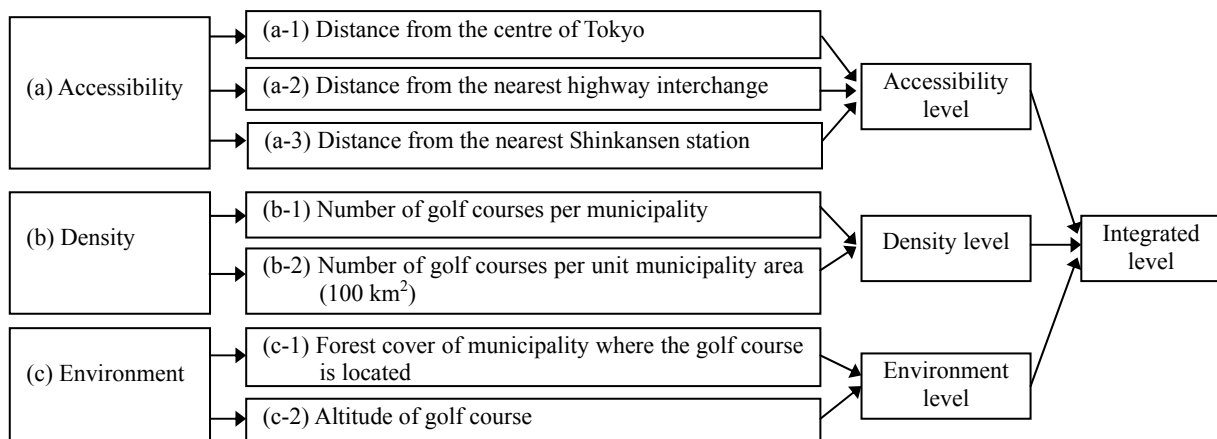 (a) Accessibility
(a-1) Distance from the centre of Tokyo
(a-2) Distance from the nearest highway interchange
(a-3) Distance from the nearest Shinkansen station
Accessibility
level
(b) Density
(b-1) Number of golf courses per municipality
(b-2) Number of golf courses per unit municipality area
(100 km²)
Density level
(c) Environment
(c-1) Forest cover of municipality where the golf course
is located
(c-2) Altitude of golf course
Environment
level
Integrated
level